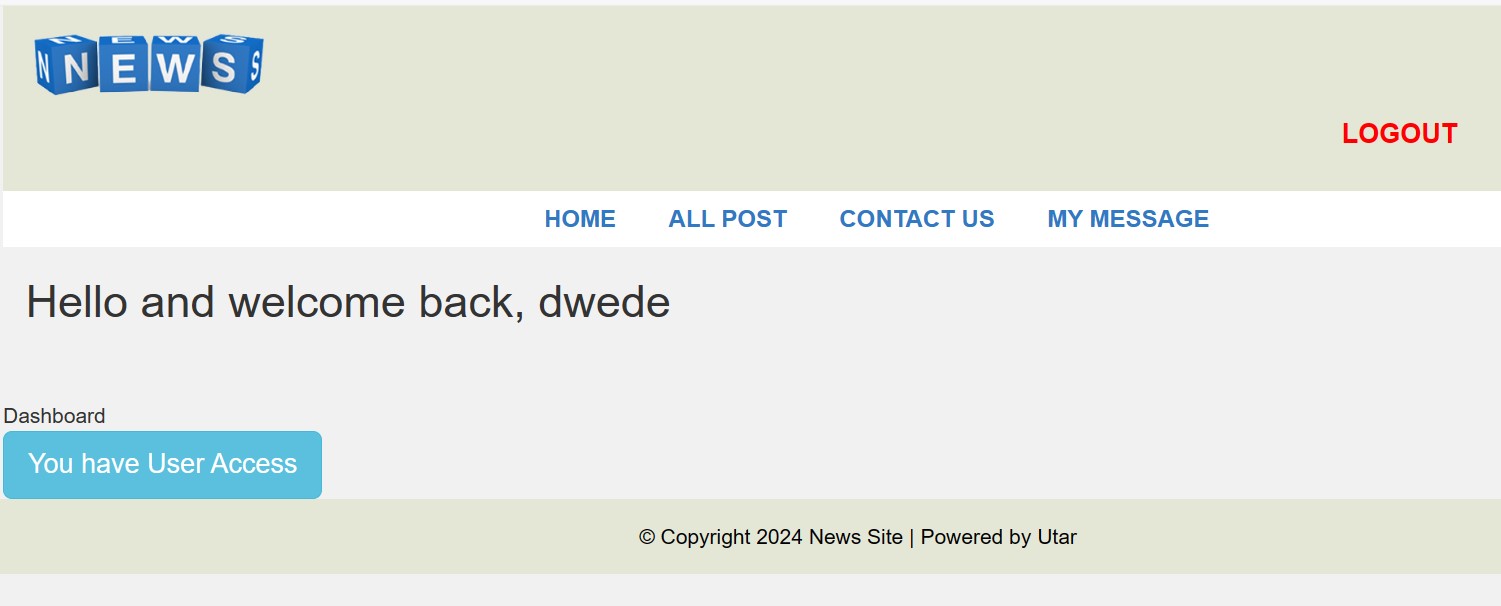 NEWS
LOGOUT
HOME ALL POST CONTACT US MY MESSAGE
Hello and welcome back, dwede
Dashboard
You have User Access
© Copyright 2024 News Site | Powered by Utar